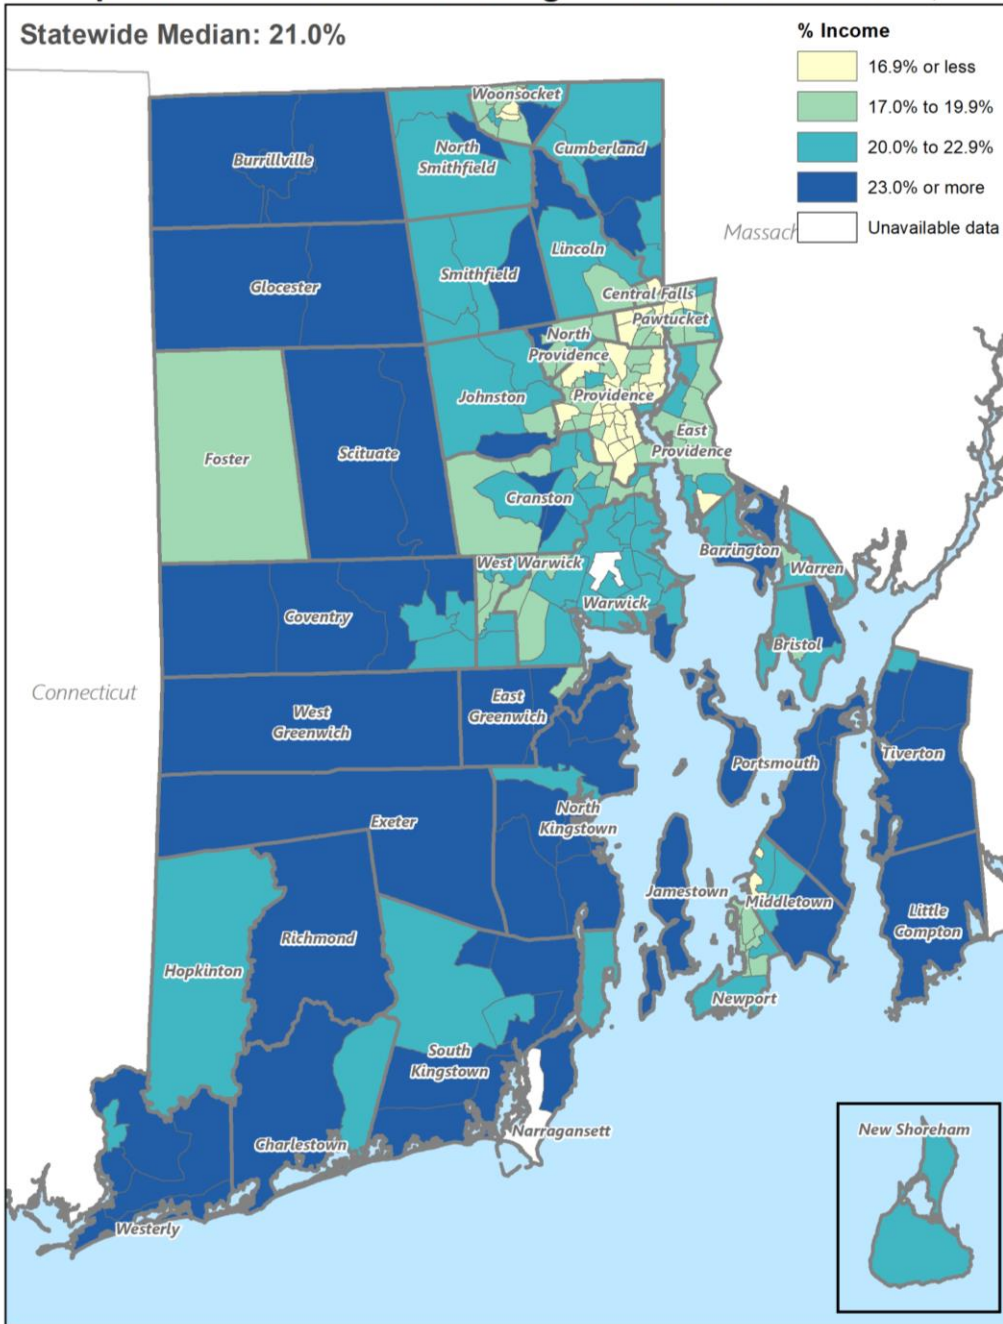 Statewide Median: 21.0%
% Income
16.9% or less
17.0% to 19.9%
20.0% to 22.9%
23.0% or more
Unavailable data
Massach
Connecticut
Woonsocket
Burrillville
North
Smithfield
Cumberland
Glocester
Smithfield
Lincoln
Central Falls
Pawtucket
North
Providence
Johnston
Providence
Foster
Scituate
East
Providence
Cranston
Barrington
Warren
West Warwick
Warwick
Coventry
Bristol
West
Greenwich
East
Greenwich
Portsmouth
Tiverton
Exeter
North
Kingstown
Jamestown
Middletown
Little
Compton
Richmond
Hopkinton
Newport
South
Kingstown
Charlestown
Narragansett
Westerly
New Shoreham